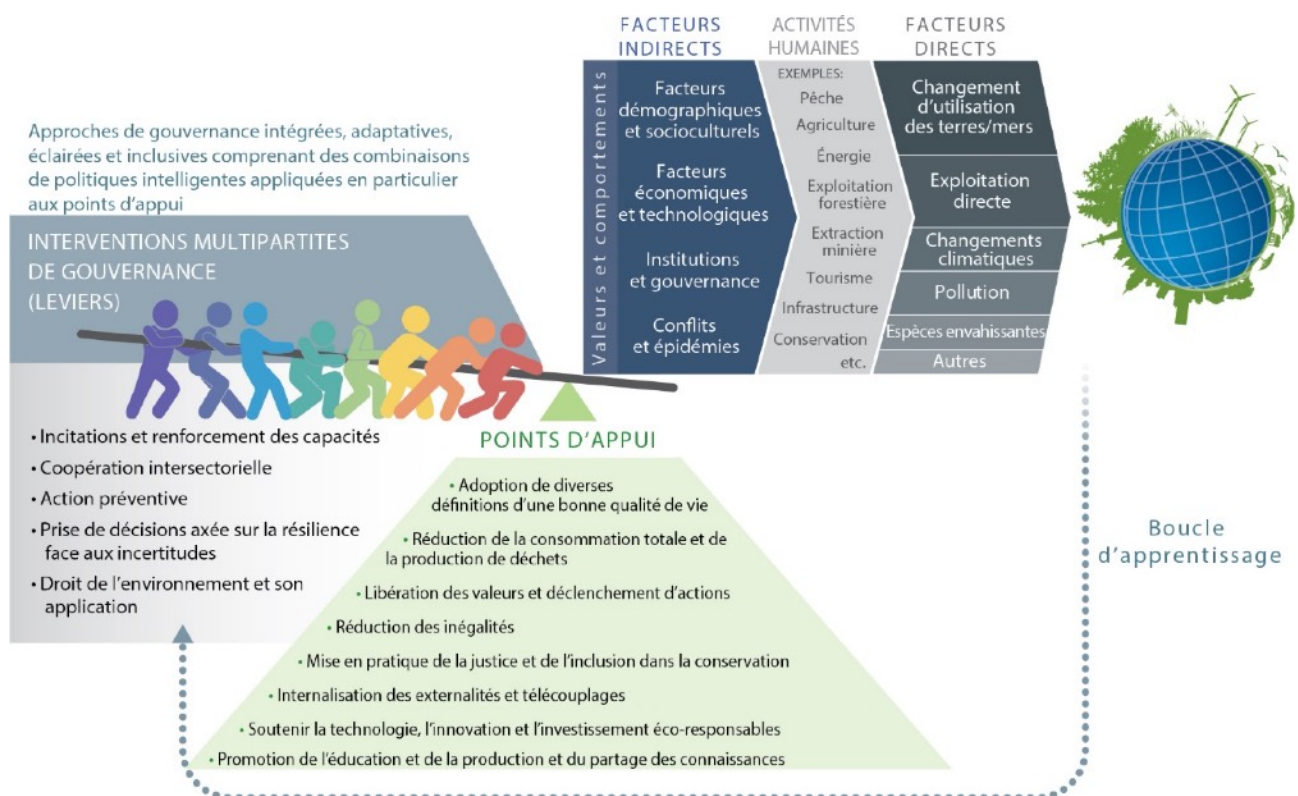 Approches de gouvernance intégrées, adaptatives,
éclairées et inclusives comprenant des combinaisons
de politiques intelligentes appliquées en particulier
aux points d'appui
INTERVENTIONS MULTIPARTITES
DE GOUVERNANCE
(LEVIERS)
• Incitations et renforcement des capacités
• Coopération intersectorielle
• Action préventive
• Prise de décisions axée sur la résilience
face aux incertitudes
• Droit de l'environnement et son
application
POINTS D'APPUI
• Adoption de diverses
définitions d'une bonne qualité de vie
• Réduction de la consommation totale et de
la production de déchets
• Libération des valeurs et déclenchement d'actions
• Réduction des inégalités
• Mise en pratique de la justice et de l'inclusion dans la conservation
• Internalisation des externalités et télécouplages
• Soutenir la technologie, l'innovation et l'investissement éco-responsables
• Promotion de l'éducation et de la production et du partage des connaissances
Valeurs et comportements
FACTEURS
INDIRECTS
Facteurs
démographiques
et socioculturels
Facteurs
économiques
et technologiques
Institutions
et gouvernance
Conflits
et épidémies
ACTIVITÉS
HUMAINES
EXEMPLES:
Pêche
Agriculture
Énergie
Exploitation
forestière
Extraction
minière
Tourisme
Infrastructure
Conservation
etc.
FACTEURS
DIRECTS
Changement
d'utilisation
des terres/mers
Exploitation
directe
Changements
climatiques
Pollution
Espèces envahissantes
Autres
Boucle
d'apprentissage